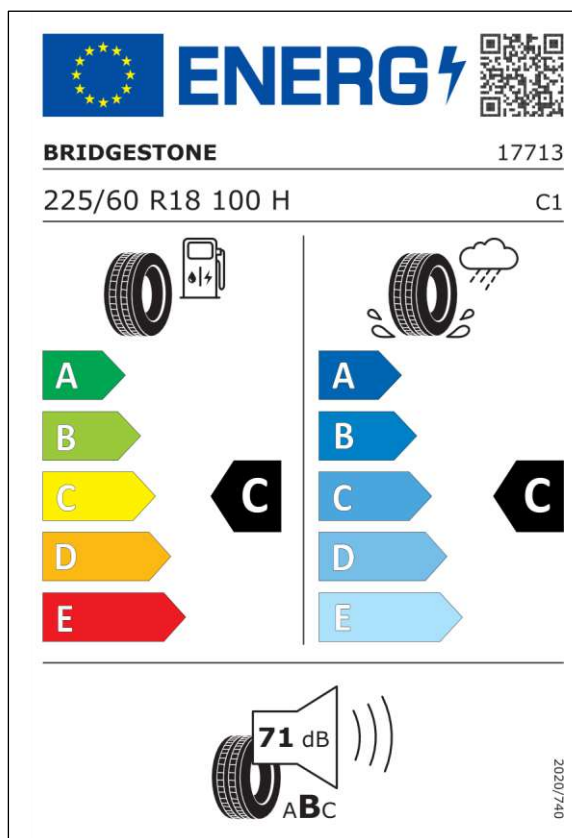 ENERG
BRIDGESTONE 17713
225/60 R18 100 H C1
A A
B B
C C C C
D D
E E
71 dB
ABC
2020/740